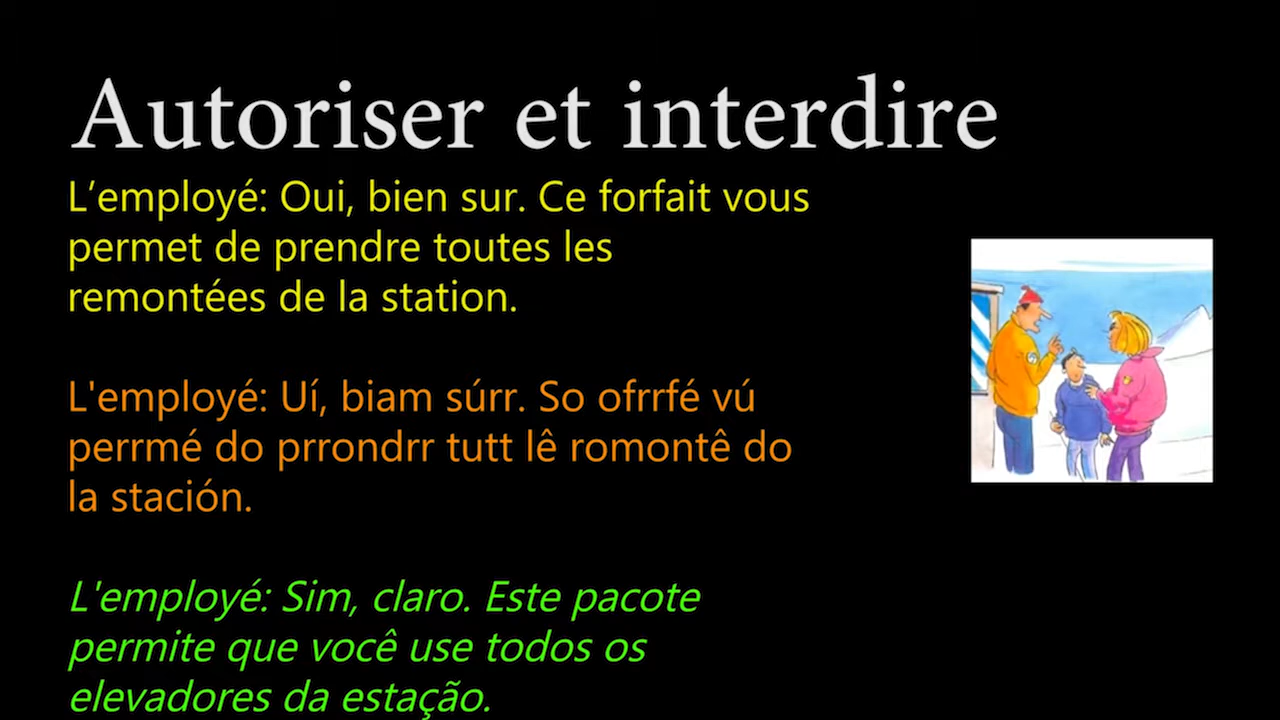 Autoriser et interdire
L’employé: Oui, bien sur. Ce forfait vous
permet de prendre toutes les
remontées de la station.
L'employé: Uí, biam súrr. So ofrrfé vú
perrmé do prrondrr tutt lê romontê do
la stación.
L'employé: Sim, claro. Este pacote
permite que você use todos os
elevadores da estação.